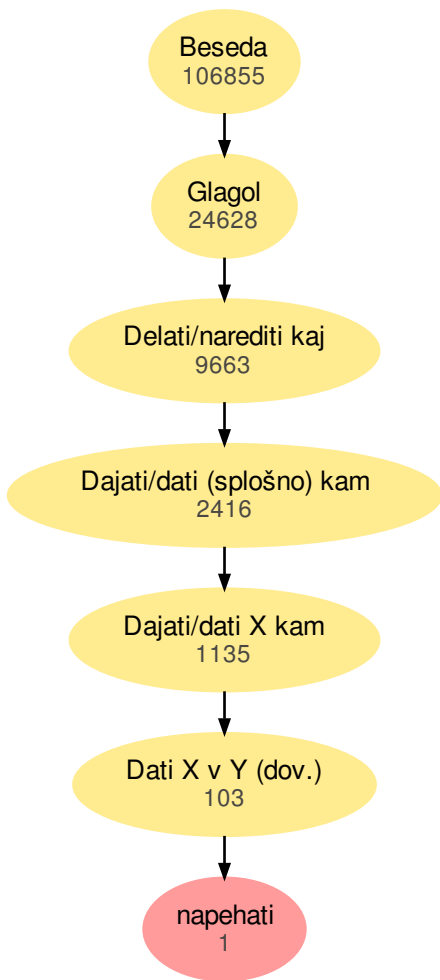 Beseda
106855
Glagol
24628
Delati/narediti kaj
9663
Dajati/dati (splošno) kam
2416
Dajati/dati X kam
1135
Dati X v Y (dov.)
103
napehati
1